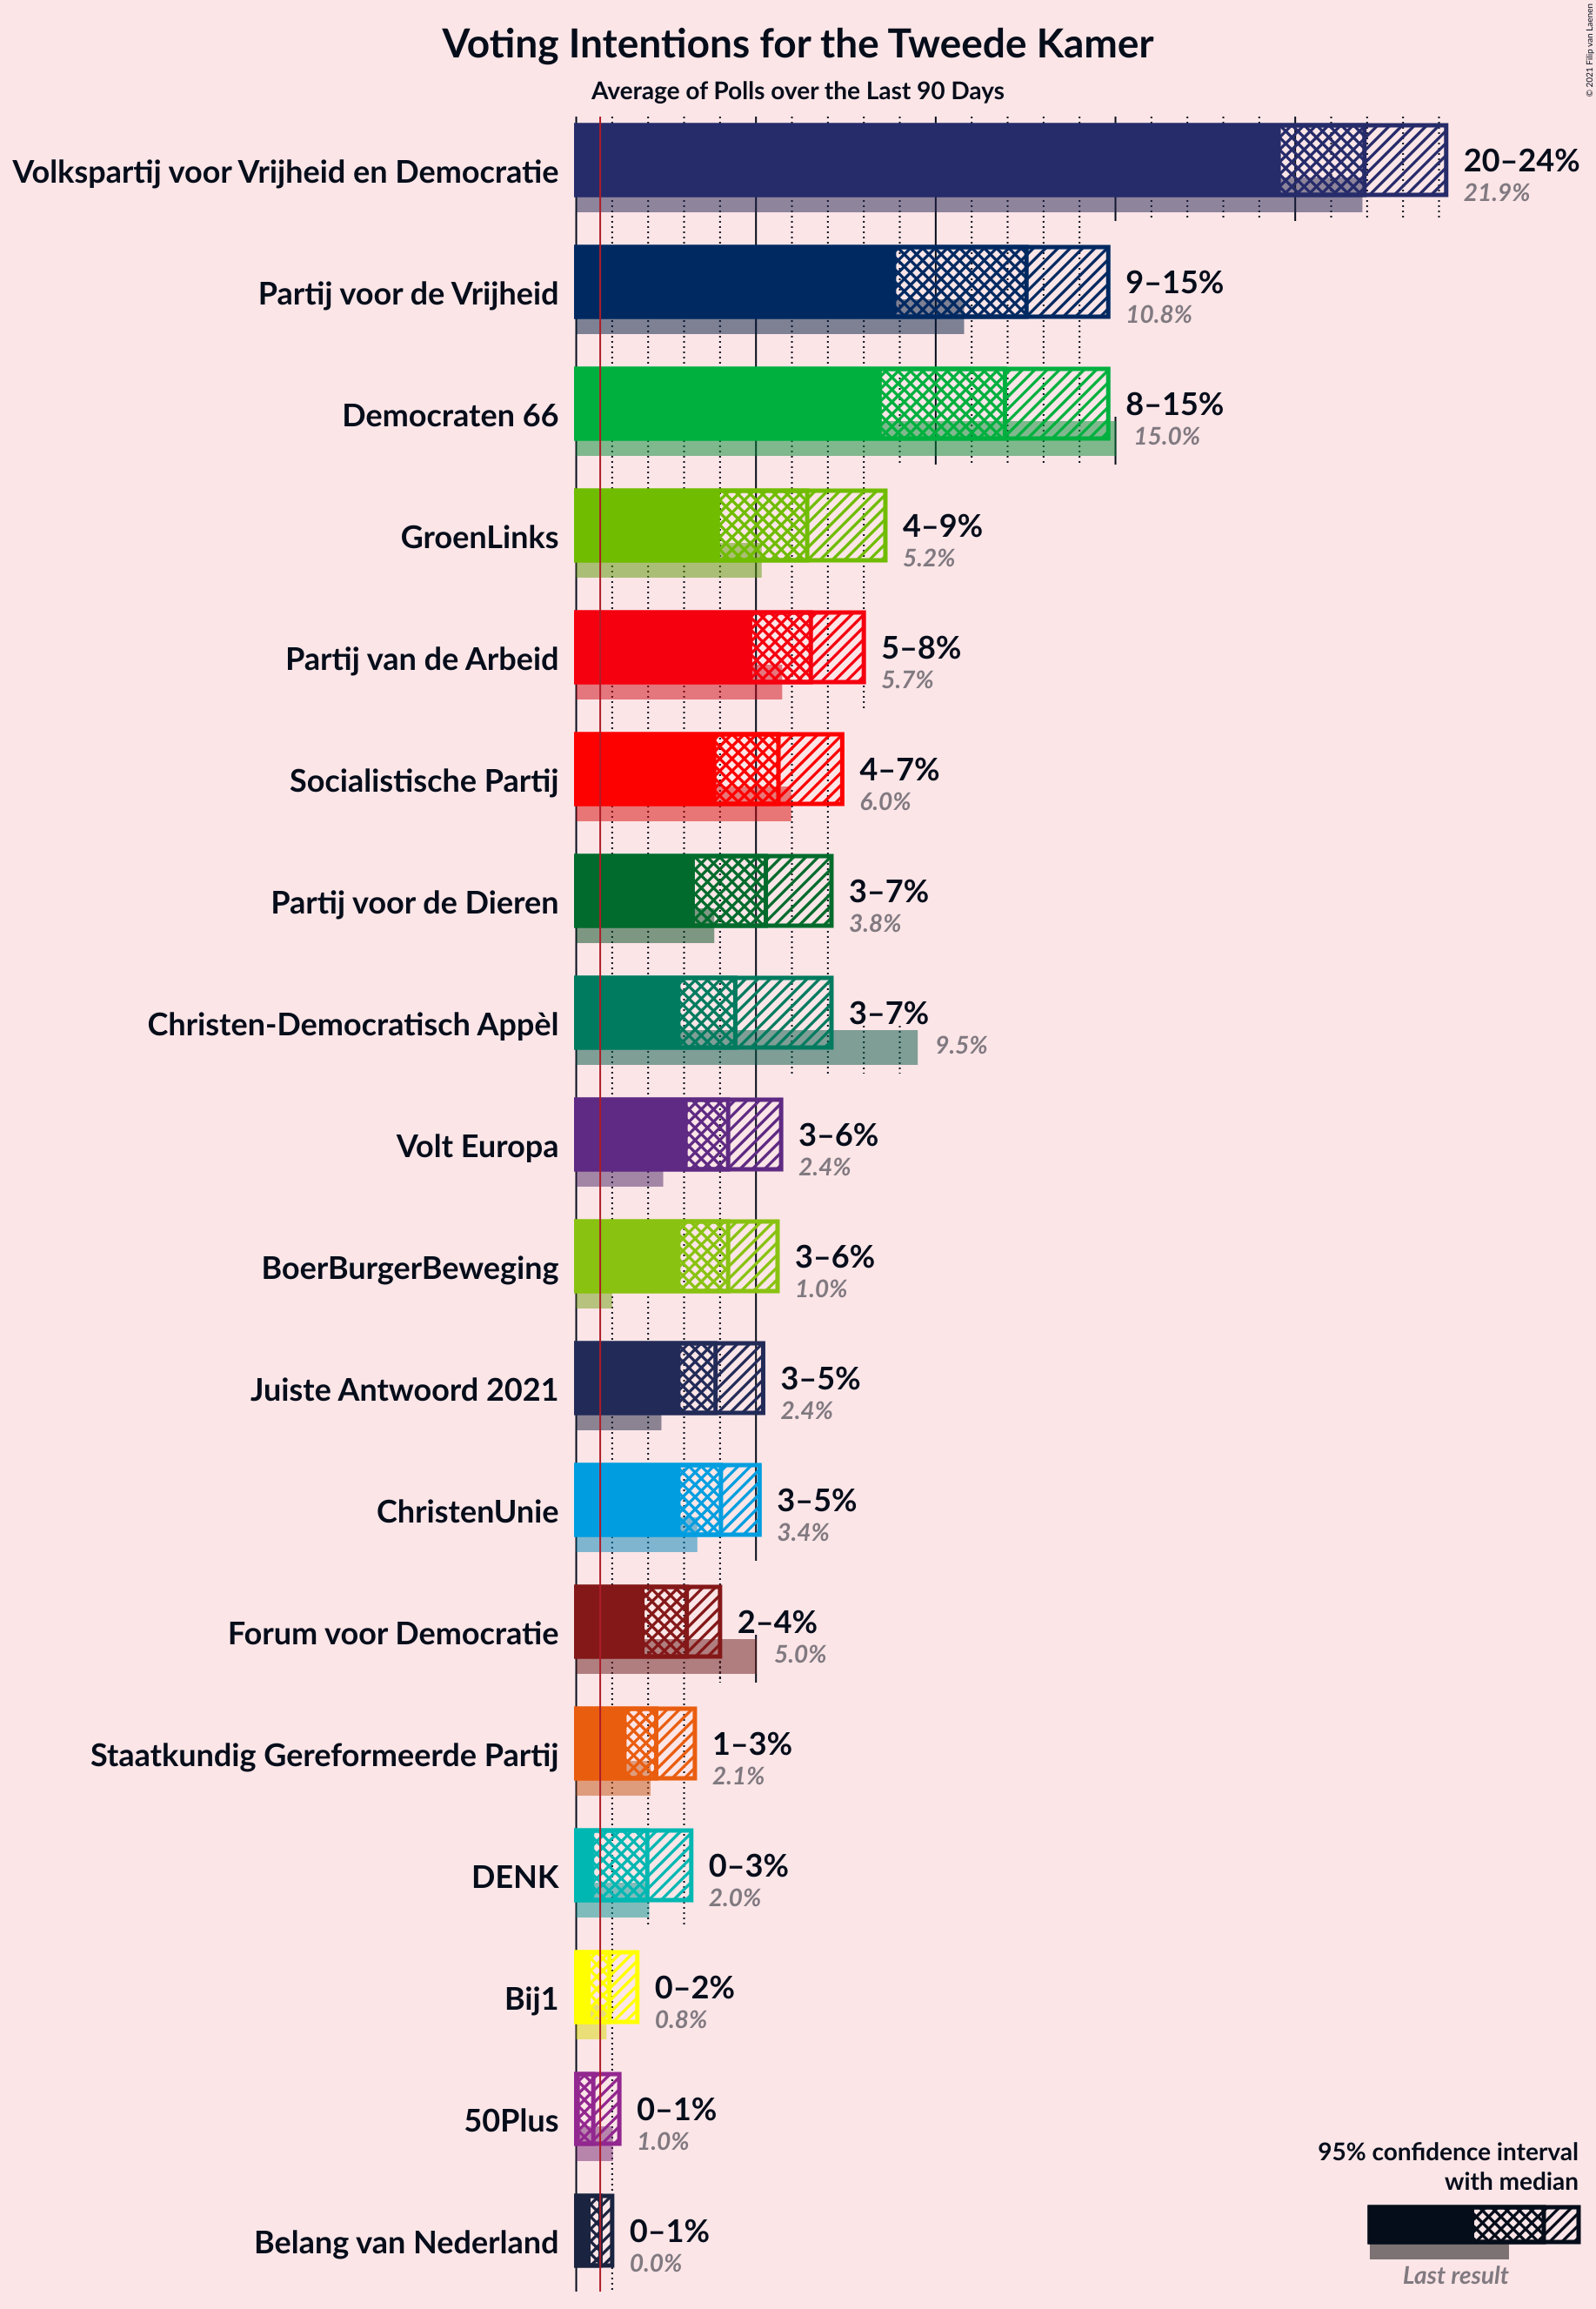 Voting Intentions for the Tweede Kamer
Average of Polls over the Last 90 Days
© 2021 Filip van Laenen
Volkspartij voor Vrijheid en Democratie
20–24%
21.9%
Partij voor de Vrijheid
9–15%
10.8%
Democraten 66
8–15%
15.0%
GroenLinks
4–9%
5.2%
Partij van de Arbeid
5–8%
5.7%
Socialistische Partij
4–7%
6.0%
Partij voor de Dieren
3–7%
3.8%
Christen-Democratisch Appèl
3–7%
9.5%
Volt Europa
3–6%
2.4%
BoerBurgerBeweging
3–6%
1.0%
Juiste Antwoord 2021
3–5%
2.4%
ChristenUnie
3–5%
3.4%
Forum voor Democratie
2–4%
5.0%
Staatkundig Gereformeerde Partij
1–3%
2.1%
DENK
0–3%
2.0%
Bij1
0–2%
0.8%
50Plus
0–1%
1.0%
Belang van Nederland
0–1%
0.0%
95% confidence interval
with median
Last result